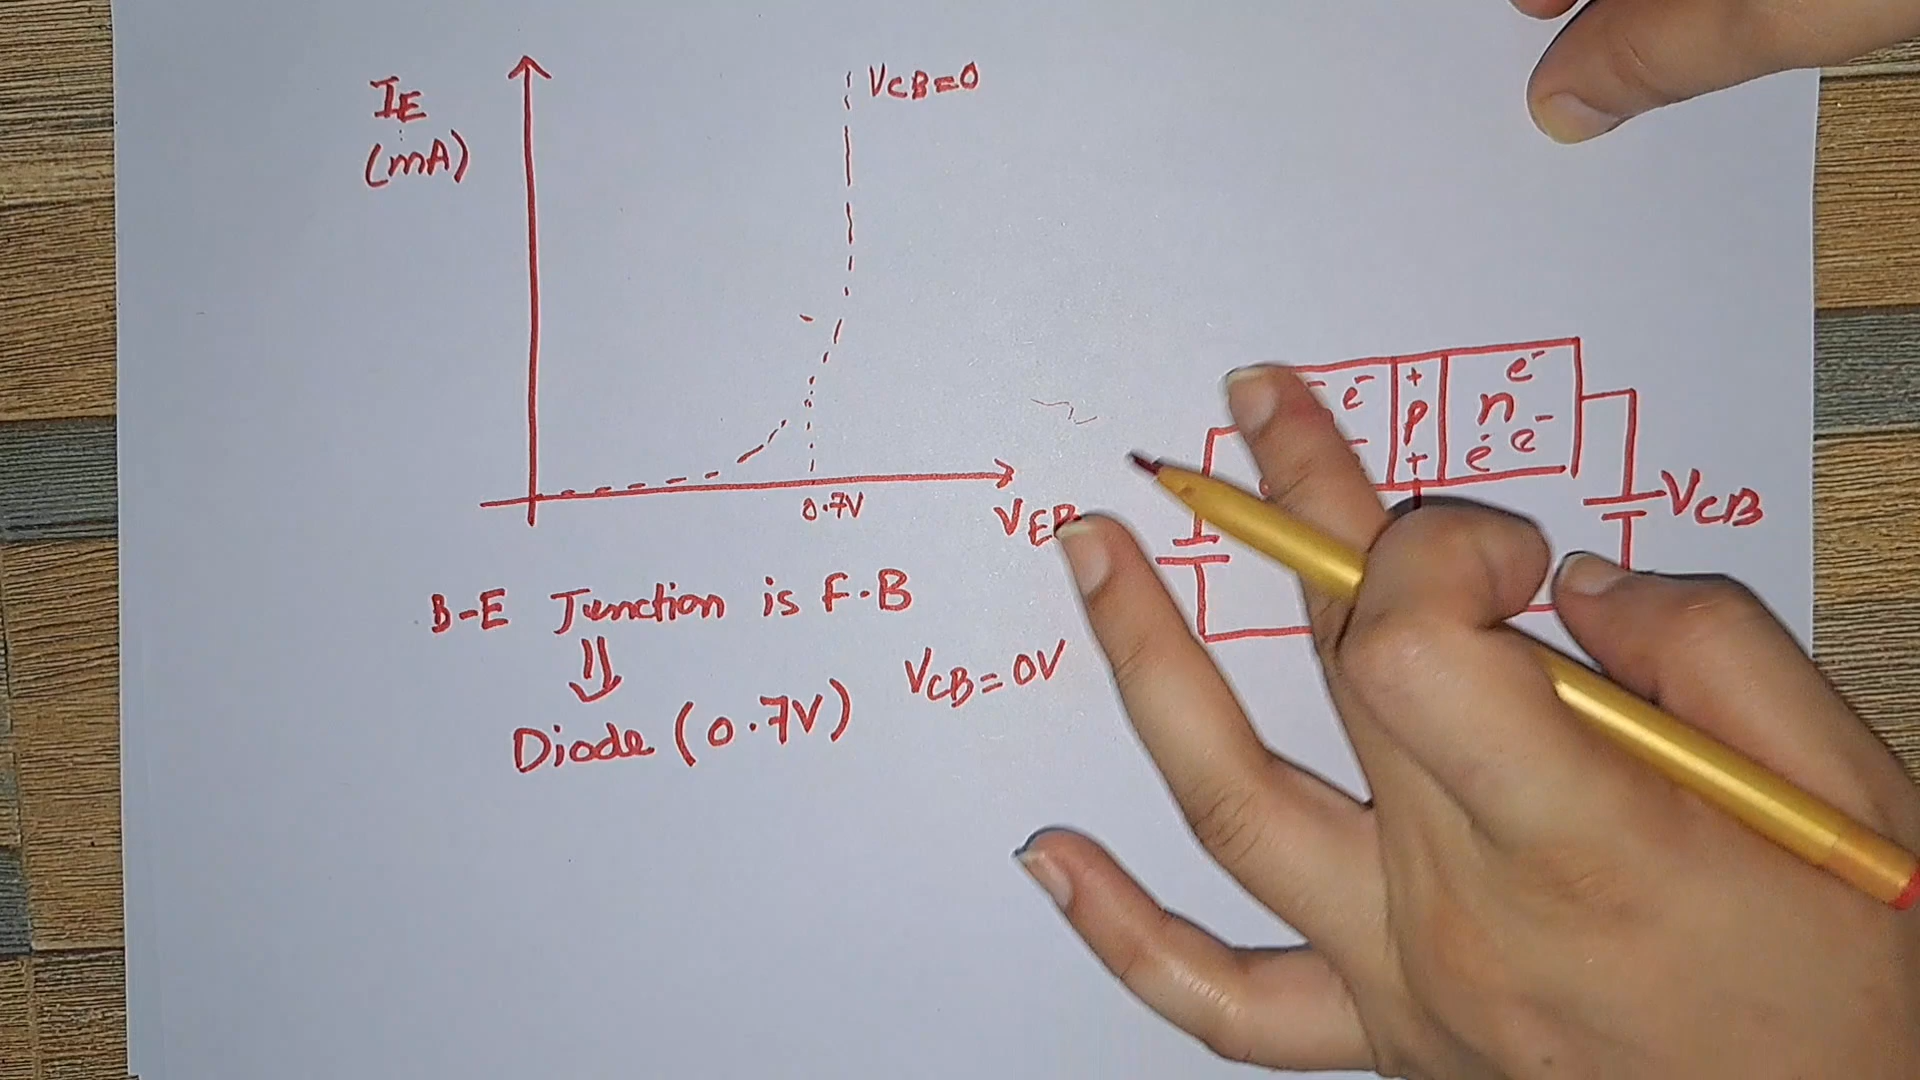 IE
(mA)
VCB=0
0.7V
VEB
B-E Junction is F.B
⇓
Diode (0.7V)
VCB=0V
e-
+
p
+
e-
n
e-
e-
VCB